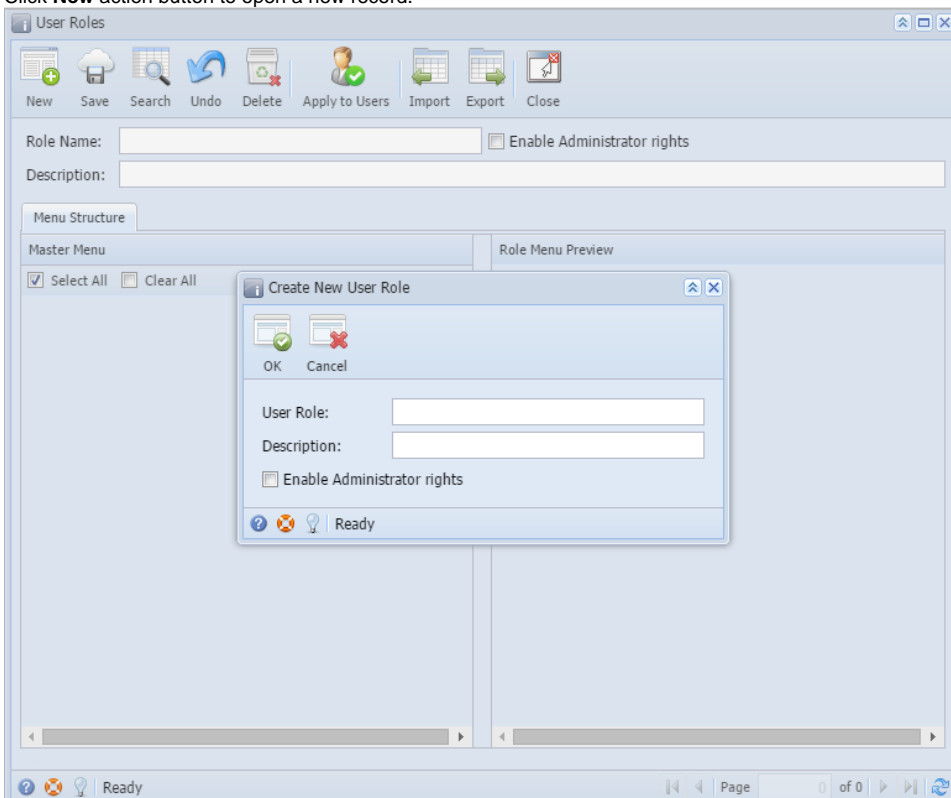 Click New action button to open a new record.
User Roles
New Save Search Undo Delete Apply to Users Import Export Close
Role Name: Enable Administrator rights
Description:
Menu Structure
Master Menu Role Menu Preview
Select All Clear All
Create New User Role
OK Cancel
User Role:
Description:
Enable Administrator rights
Ready
Ready Page 0 of 0